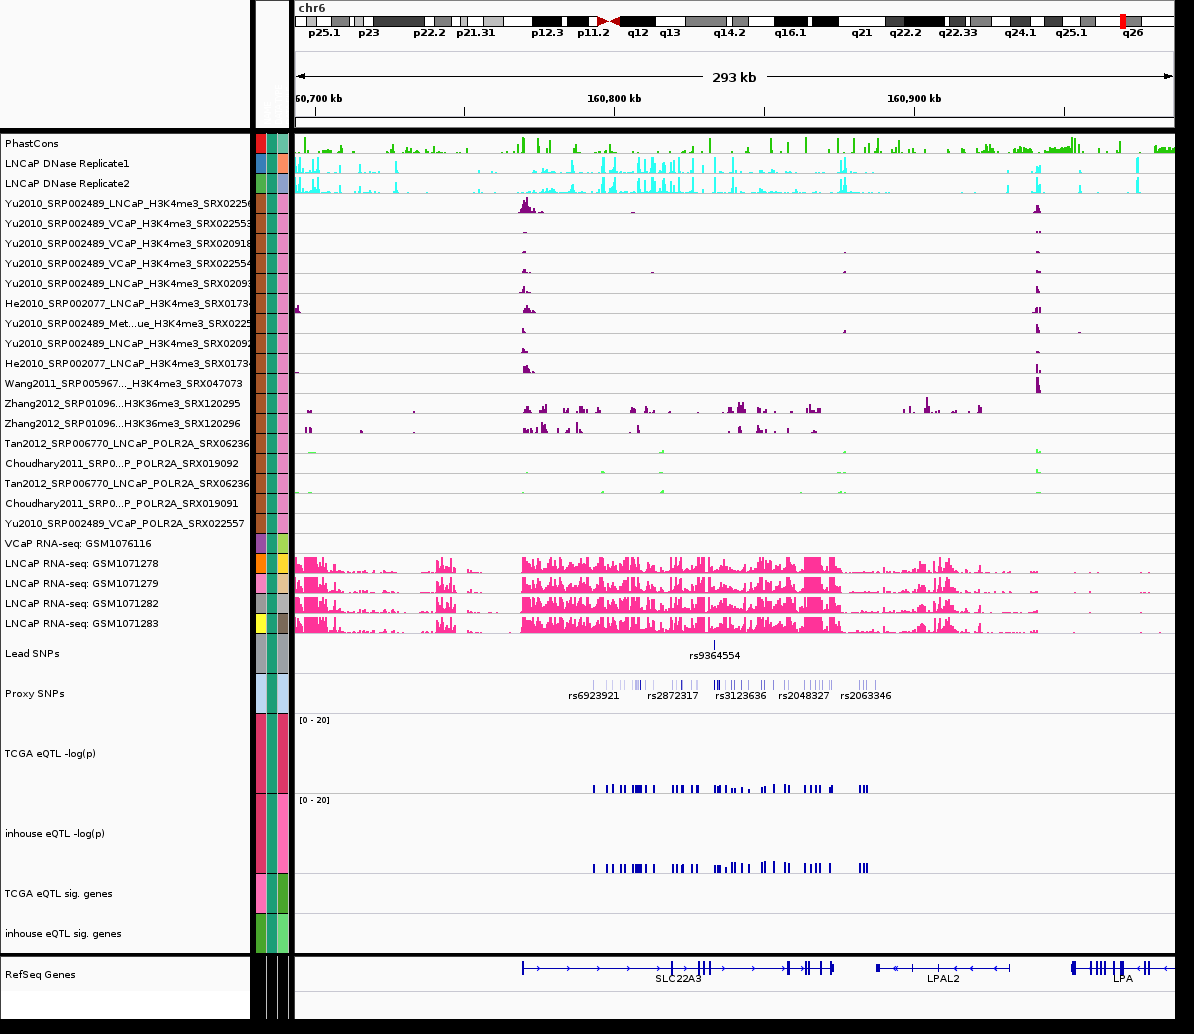 chr6
p25.1 p23 p22.2 p21.31 p12.3 p11.2 q12 q13 q14.2 q16.1 q21 q22.2 q22.33 q24.1 q25.1 q26
293 kb
60,700 kb 160,800 kb 160,900 kb
PhastCons
LNCaP DNase Replicate1
LNCaP DNase Replicate2
Yu2010_SRP002489_LNCaP_H3K4me3_SRX02256
Yu2010_SRP002489_VCaP_H3K4me3_SRX022553
Yu2010_SRP002489_VCaP_H3K4me3_SRX020918
Yu2010_SRP002489_VCaP_H3K4me3_SRX022554
Yu2010_SRP002489_LNCaP_H3K4me3_SRX0209
He2010_SRP002077_LNCaP_H3K4me3_SRX0173
Yu2010_SRP002489_Met...ue_H3K4me3_SRX0225
Yu2010_SRP002489_LNCaP_H3K4me3_SRX0209
He2010_SRP002077_LNCaP_H3K4me3_SRX0173
Wang2011_SRP005967..._H3K4me3_SRX047073
Zhang2012_SRP01096...H3K36me3_SRX120295
Zhang2012_SRP01096...H3K36me3_SRX120296
Tan2012_SRP006770_LNCaP_POLR2A_SRX06236
Choudhary2011_SRP0...P_POLR2A_SRX019092
Tan2012_SRP006770_LNCaP_POLR2A_SRX06236
Choudhary2011_SRP0...P_POLR2A_SRX019091
Yu2010_SRP002489_VCaP_POLR2A_SRX022557
VCaP RNA-seq: GSM1076116
LNCaP RNA-seq: GSM1071278
LNCaP RNA-seq: GSM1071279
LNCaP RNA-seq: GSM1071282
LNCaP RNA-seq: GSM1071283
Lead SNPs
rs9364554
Proxy SNPs
rs6923921 rs2872317 rs3123636 rs2048327 rs2063346
[0 - 20]
TCGA eQTL -log(p)
[0 - 20]
inhouse eQTL -log(p)
TCGA eQTL sig. genes
inhouse eQTL sig. genes
RefSeq Genes
SLC22A3 LPAL2 LPA